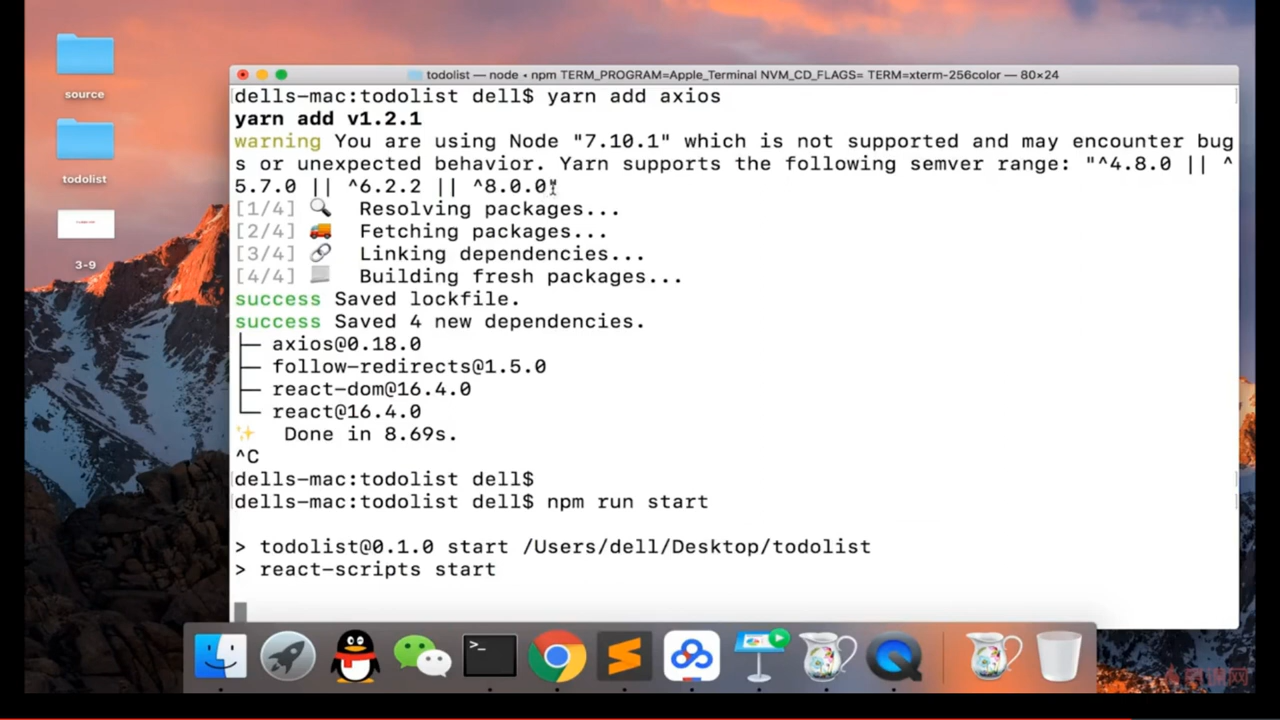 source
todolist
3-9
todolist — node • npm TERM_PROGRAM=Apple_Terminal NVM_CD_FLAGS= TERM=xterm-256color — 80×24
dells-mac:todolist dell$ yarn add axios
yarn add v1.2.1
warning You are using Node "7.10.1" which is not supported and may encounter bug
s or unexpected behavior. Yarn supports the following semver range: "^4.8.0 || ^
5.7.0 || ^6.2.2 || ^8.0.0"
[1/4] 🔍 Resolving packages...
[2/4] 🚚 Fetching packages...
[3/4] 🔗 Linking dependencies...
[4/4] 📃 Building fresh packages...
success Saved lockfile.
success Saved 4 new dependencies.
├─ axios@0.18.0
├─ follow-redirects@1.5.0
├─ react-dom@16.4.0
└─ react@16.4.0
✨ Done in 8.69s.
^C
dells-mac:todolist dell$
dells-mac:todolist dell$ npm run start
> todolist@0.1.0 start /Users/dell/Desktop/todolist
> react-scripts start